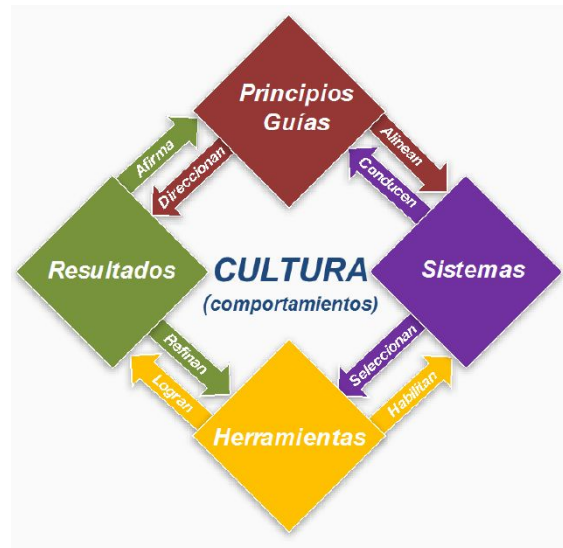 Principios
Guías
Afirma
Direccionan
Alinean
Conducen
Resultados
CULTURA
(comportamientos)
Sistemas
Refinan
Logran
Seleccionan
Habilitan
Herramientas